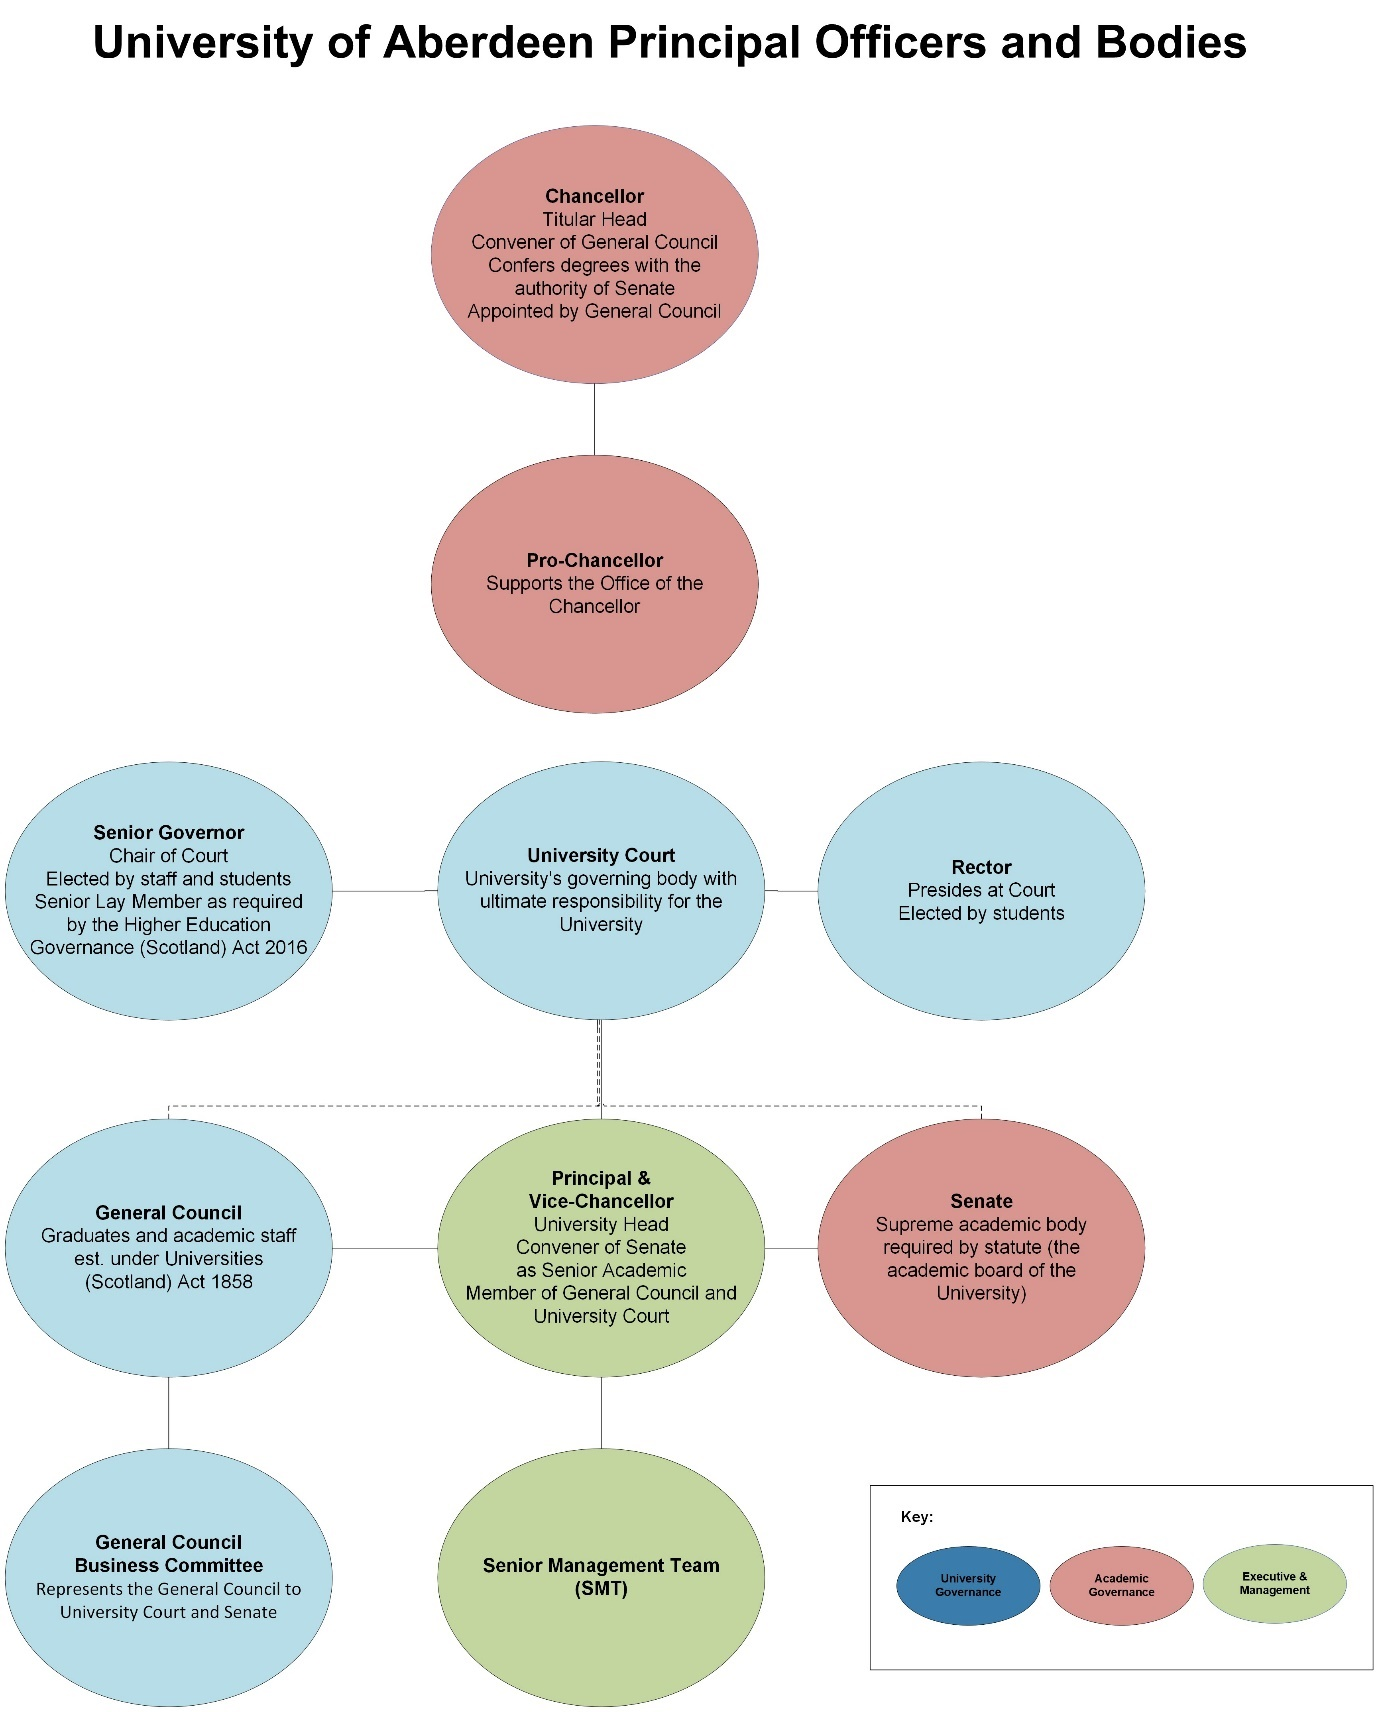 University of Aberdeen Principal Officers and Bodies
Chancellor
Titular Head
Convener of General Council
Confers degrees with the
authority of Senate
Appointed by General Council
Pro-Chancellor
Supports the Office of the
Chancellor
Senior Governor
Chair of Court
Elected by staff and students
Senior Lay Member as required
by the Higher Education
Governance (Scotland) Act 2016
University Court
University's governing body with
ultimate responsibility for the
University
Rector
Presides at Court
Elected by students
General Council
Graduates and academic staff
est. under Universities
(Scotland) Act 1858
Principal &
Vice-Chancellor
University Head
Convener of Senate
as Senior Academic
Member of General Council and
University Court
Senate
Supreme academic body
required by statute (the
academic board of the
University)
General Council
Business Committee
Represents the General Council to
University Court and Senate
Senior Management Team
(SMT)
Key:
University
Governance
Academic
Governance
Executive &
Management